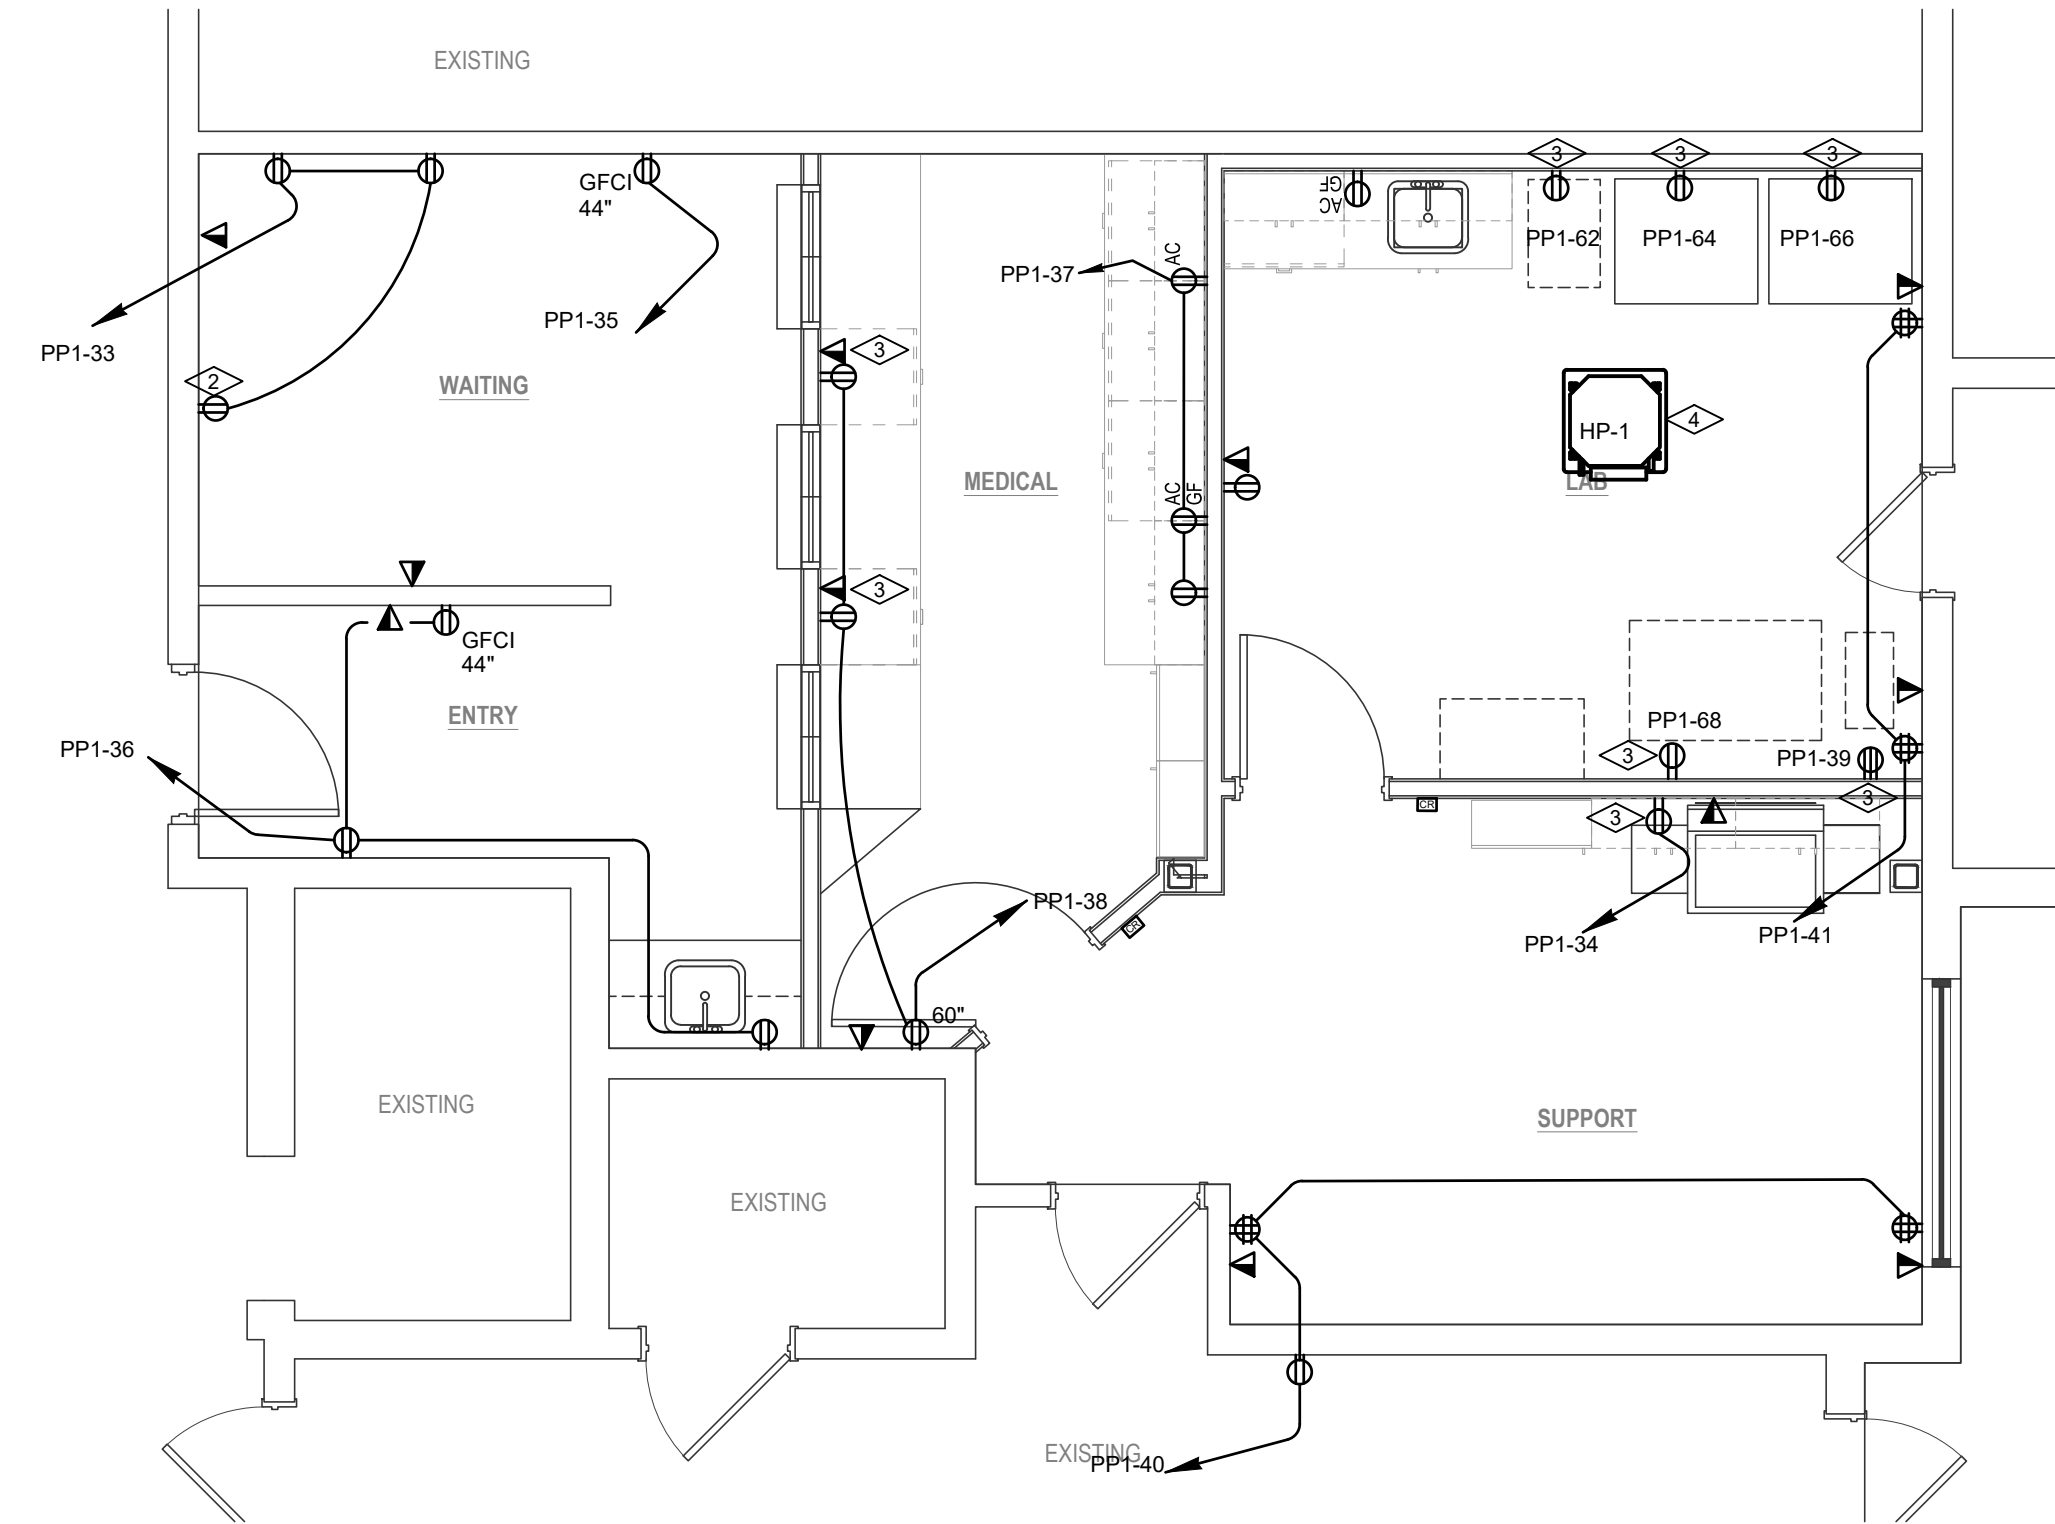 EXISTING
3
3
3
GFCI
44"
GF
AC
PP1-62
PP1-64
PP1-66
AC
PP1-37
PP1-35
PP1-33
3
2
WAITING
HP-1
4
MEDICAL
LAB
AC
GF
3
GFCI
44"
ENTRY
PP1-68
PP1-36
3
PP1-39
3
CR
3
PP1-38
CR
PP1-34
PP1-41
60"
EXISTING
SUPPORT
EXISTING
EXISTING
PP1-40